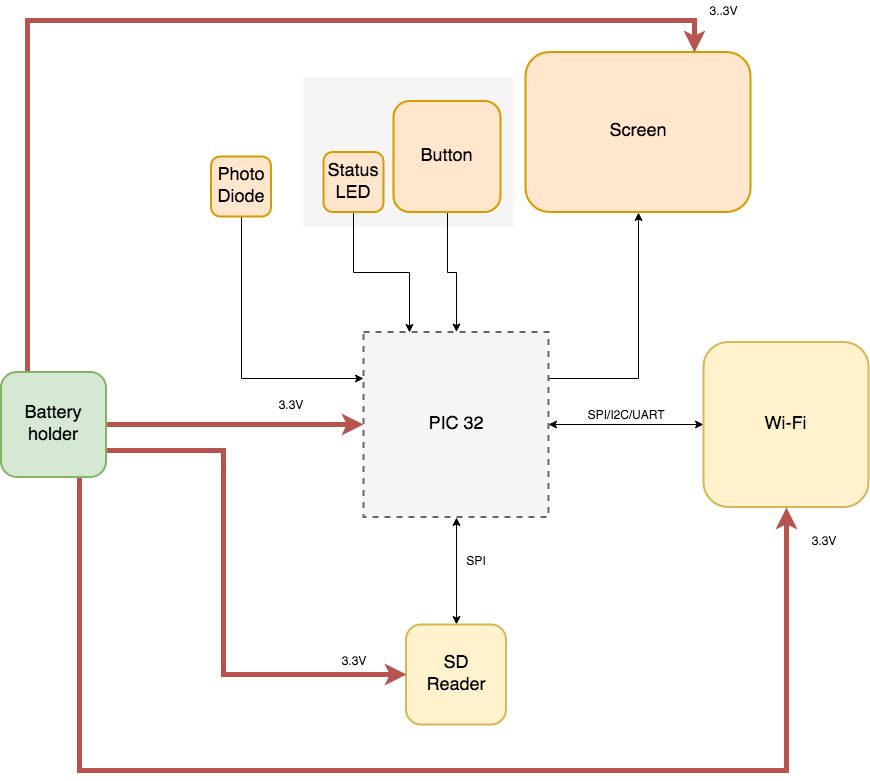 3..3V
Screen
Button
Status
LED
Photo
Diode
Battery
holder
3.3V
PIC 32
SPI/I2C/UART
Wi-Fi
3.3V
SPI
3.3V
SD
Reader